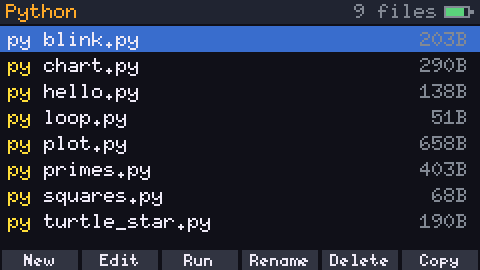 Python 9 files
py blink.py 203B
py chart.py 290B
py hello.py 138B
py loop.py 51B
py plot.py 658B
py primes.py 403B
py squares.py 68B
py turtle_star.py 190B
New Edit Run Rename Delete Copy